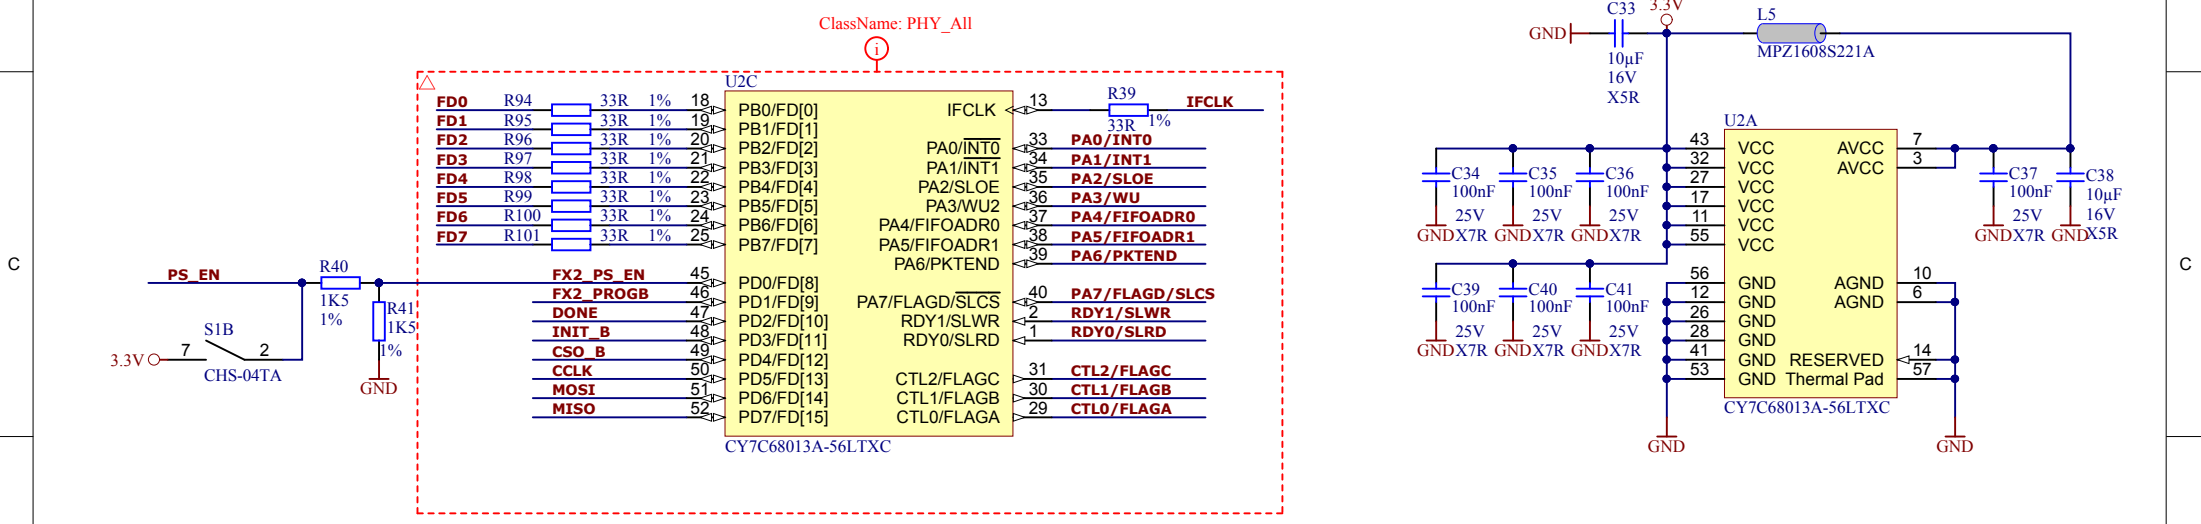 ClassName: PHY_All
i
U2C
FD0 R94 33R 1% 18 PB0/FD[0]
FD1 R95 33R 1% 19 PB1/FD[1]
FD2 R96 33R 1% 20 PB2/FD[2]
FD3 R97 33R 1% 21 PB3/FD[3]
FD4 R98 33R 1% 22 PB4/FD[4]
FD5 R99 33R 1% 23 PB5/FD[5]
FD6 R100 33R 1% 24 PB6/FD[6]
FD7 R101 33R 1% 25 PB7/FD[7]
FX2_PS_EN 45 PD0/FD[8]
FX2_PROGB 46 PD1/FD[9]
DONE 47 PD2/FD[10]
INIT_B 48 PD3/FD[11]
CSO_B 49 PD4/FD[12]
CCLK 50 PD5/FD[13]
MOSI 51 PD6/FD[14]
MISO 52 PD7/FD[15]
IFCLK 13 R39 33R 1% IFCLK
PA0/INT0 33 PA0/INT0
PA1/INT1 34 PA1/INT1
PA2/SLOE 35 PA2/SLOE
PA3/WU2 36 PA3/WU
PA4/FIFOADR0 37 PA4/FIFOADR0
PA5/FIFOADR1 38 PA5/FIFOADR1
PA6/PKTEND 39 PA6/PKTEND
PA7/FLAGD/SLCS 40 PA7/FLAGD/SLCS
RDY1/SLWR 2 RDY1/SLWR
RDY0/SLRD 1 RDY0/SLRD
CTL2/FLAGC 31 CTL2/FLAGC
CTL1/FLAGB 30 CTL1/FLAGB
CTL0/FLAGA 29 CTL0/FLAGA
CY7C68013A-56LTXC
C
PS_EN
R40
1K5
1%
R41
1K5
1%
GND
S1B
3.3V 7 2
CHS-04TA
C33 3.3V
GND
10µF
16V
X5R
L5
MPZ1608S221A
U2A
43 VCC
32 VCC
27 VCC
17 VCC
11 VCC
55 VCC
56 GND
12 GND
26 GND
28 GND
41 GND
53 GND
AVCC 7
AVCC 3
AGND 10
AGND 6
RESERVED 14
Thermal Pad 57
CY7C68013A-56LTXC
GND
GND
C34 C35 C36
100nF 100nF 100nF
25V 25V 25V
GND X7R GND X7R GND X7R
C39 C40 C41
100nF 100nF 100nF
25V 25V 25V
GND X7R GND X7R GND X7R
C37 C38
100nF 10µF
25V 16V
GND X7R GND X5R
C